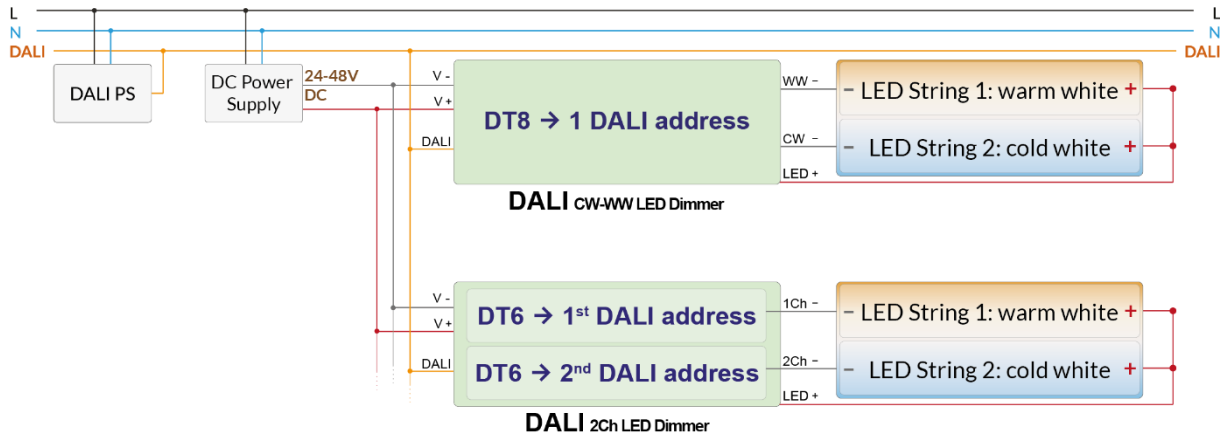 L L
N N
DALI DALI
DALI PS
DC Power
Supply
24-48V
DC
V -
V +
DALI
DT8 → 1 DALI address
WW −
CW −
LED +
− LED String 1: warm white +
− LED String 2: cold white +
DALI CW-WW LED Dimmer
V -
V +
DALI
DT6 → 1st DALI address
DT6 → 2nd DALI address
1Ch −
2Ch −
LED +
− LED String 1: warm white +
− LED String 2: cold white +
DALI 2Ch LED Dimmer